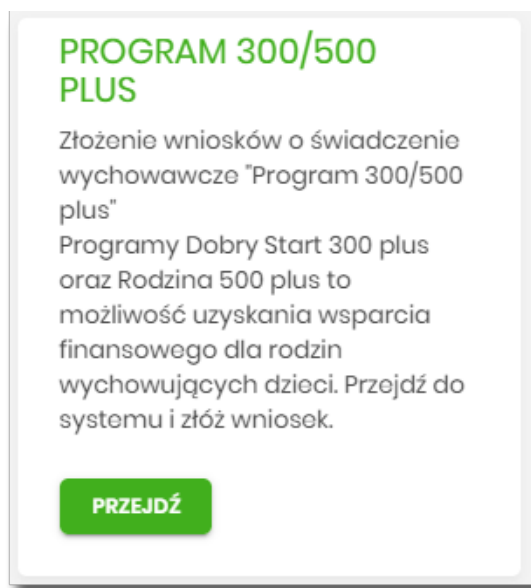 PROGRAM 300/500
PLUS
Złożenie wniosków o świadczenie
wychowawcze "Program 300/500
plus"
Programy Dobry Start 300 plus
oraz Rodzina 500 plus to
możliwość uzyskania wsparcia
finansowego dla rodzin
wychowujących dzieci. Przejdź do
systemu i złóż wniosek.
PRZEJDŹ